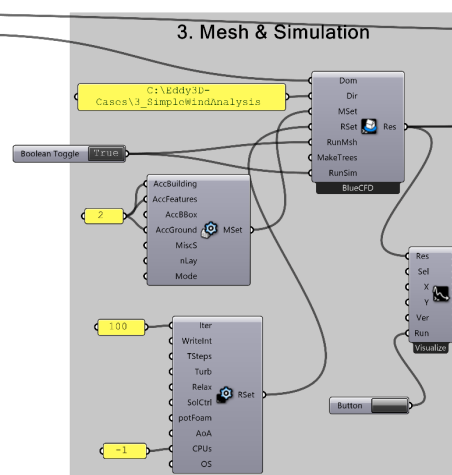 3. Mesh & Simulation
C:\Eddy3D-
Cases\3_SimpleWindAnalysis
Boolean Toggle True
Dom
Dir
MSet
RSet
RunMsh
MakeTrees
RunSim
Res
BlueCFD
2
AccBuilding
AccFeatures
AccBBox
AccGround
MiscS
nLay
Mode
MSet
Res
Sel
X
Y
Ver
Run
Visualize
100
-1
Iter
WriteInt
TSteps
Turb
Relax
SolCtrl
potFoam
AoA
CPUs
OS
RSet
Button